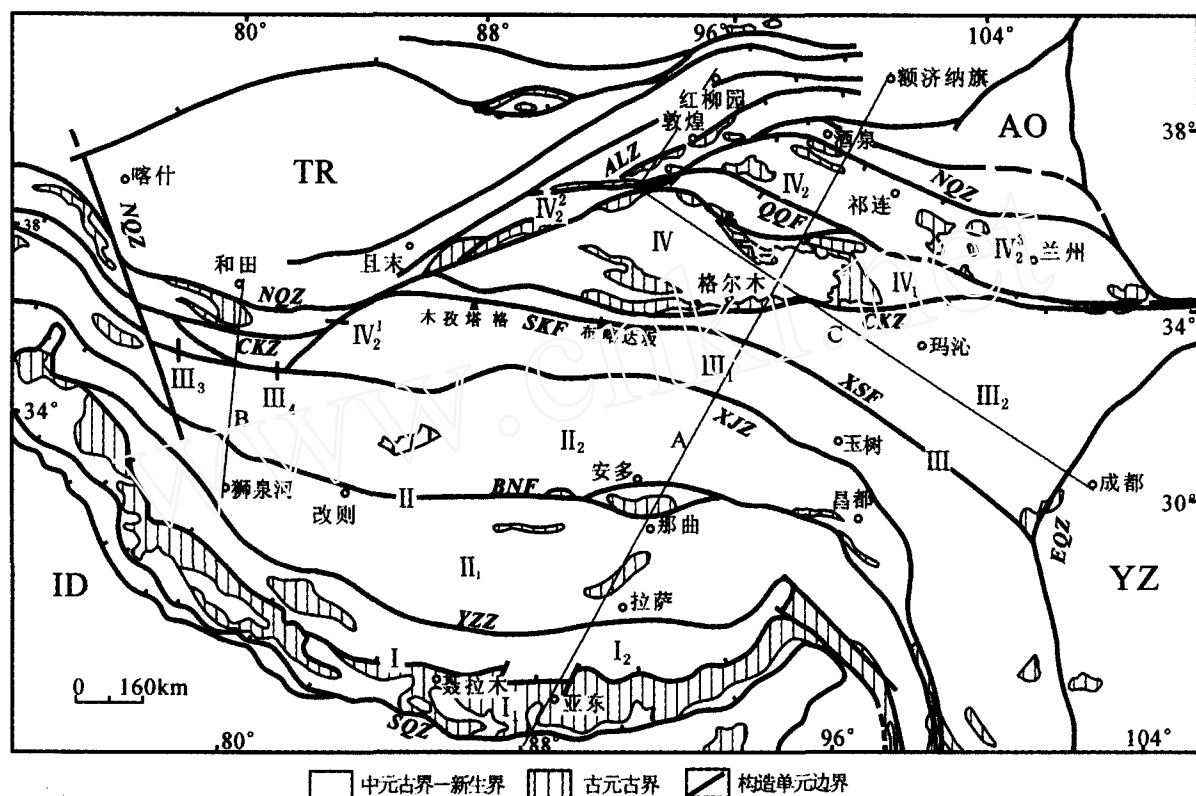 80° 88° 96° 104°
额济纳旗
红柳园
敦煌
酒泉
AO
38°
TR
ALZ
喀什
NQZ
IV₂
祁连
NQZ
IV₂²
QQF
38°
IV
IV₂³
兰州
且末
和田
格尔木
IV₁
NQZ
木孜塔格
SKF
布喀达坂
CKZ
34°
IV₂¹
CKZ
C
玛沁
III₃
III₄
III₁
XSF
III₂
34°
B
XJZ
II₂
A
玉树
III
安多
狮泉河
II
BNF
成都
改则
昌都
30°
那曲
EQZ
II₁
ID
YZ
拉萨
YZZ
I
I₂
0 160km
聂拉木
I
亚东
SQZ
80° 88° 96° 104°
中元古界—新生界 古元古界 构造单元边界
www.cnki.net